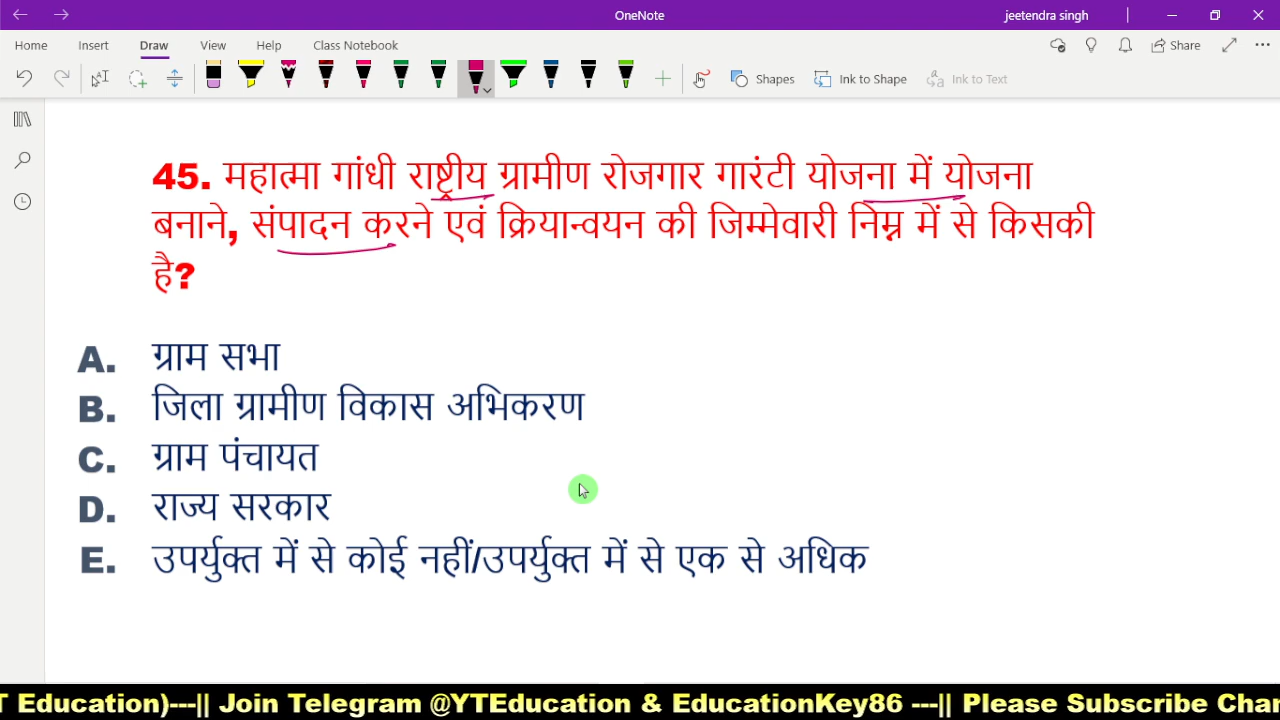 OneNote
jeetendra singh
Home Insert Draw View Help Class Notebook
Share
Shapes Ink to Shape Ink to Text
45. महात्मा गांधी राष्ट्रीय ग्रामीण रोजगार गारंटी योजना में योजना
बनाने, संपादन करने एवं क्रियान्वयन की जिम्मेवारी निम्न में से किसकी
है?
A. ग्राम सभा
B. जिला ग्रामीण विकास अभिकरण
C. ग्राम पंचायत
D. राज्य सरकार
E. उपर्युक्त में से कोई नहीं/उपर्युक्त में से एक से अधिक
T Education)---|| Join Telegram @YTEducation & EducationKey86 ---|| Please Subscribe Chan